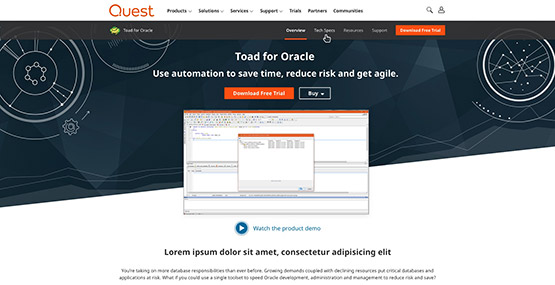 Quest
Products Solutions Services Support Trials Partners Communities
Toad for Oracle Overview Tech Specs Resources Support Download Free Trial
Toad for Oracle
Use automation to save time, reduce risk and get agile.
Download Free Trial Buy
Watch the product demo
Lorem ipsum dolor sit amet, consectetur adipisicing elit
You're taking on more database responsibilities than ever before. Growing demands coupled with declining resources put critical databases and
applications at risk. What if you could use a single toolset to simplify Oracle development, administration and management to reduce risk and save?